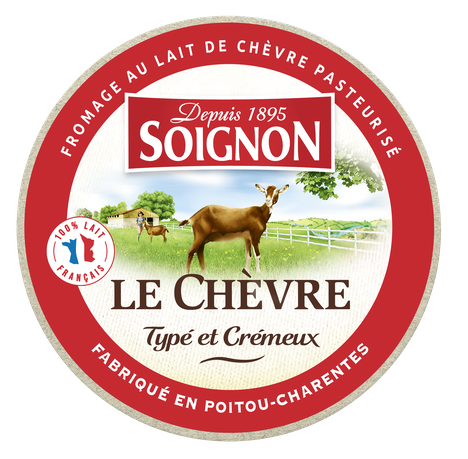 FROMAGE AU LAIT DE CHÈVRE PASTEURISÉ
Depuis 1895
SOIGNON
100% LAIT
FRANÇAIS
LE CHÈVRE
Typé et Crémeux
FABRIQUÉ EN POITOU-CHARENTES